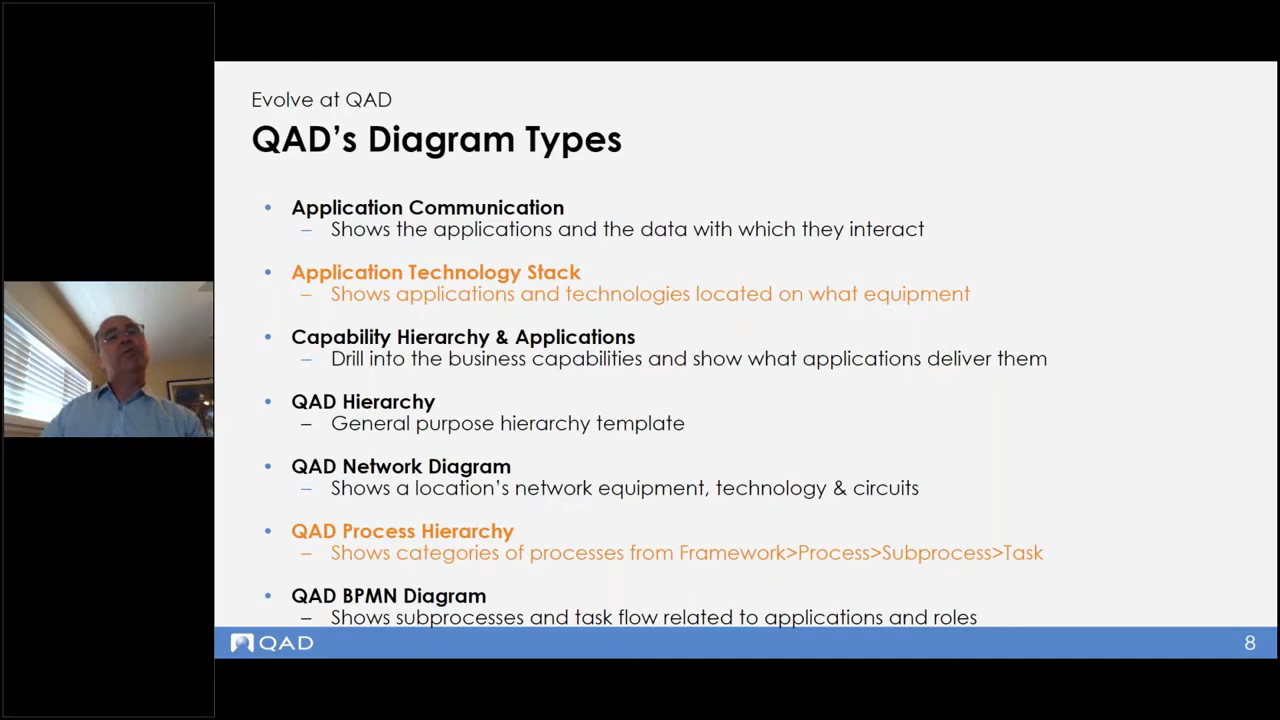 Evolve at QAD
QAD’s Diagram Types
• Application Communication
– Shows the applications and the data with which they interact
• Application Technology Stack
– Shows applications and technologies located on what equipment
• Capability Hierarchy & Applications
– Drill into the business capabilities and show what applications deliver them
• QAD Hierarchy
– General purpose hierarchy template
• QAD Network Diagram
– Shows a location’s network equipment, technology & circuits
• QAD Process Hierarchy
– Shows categories of processes from Framework>Process>Subprocess>Task
• QAD BPMN Diagram
– Shows subprocesses and task flow related to applications and roles
QAD
8